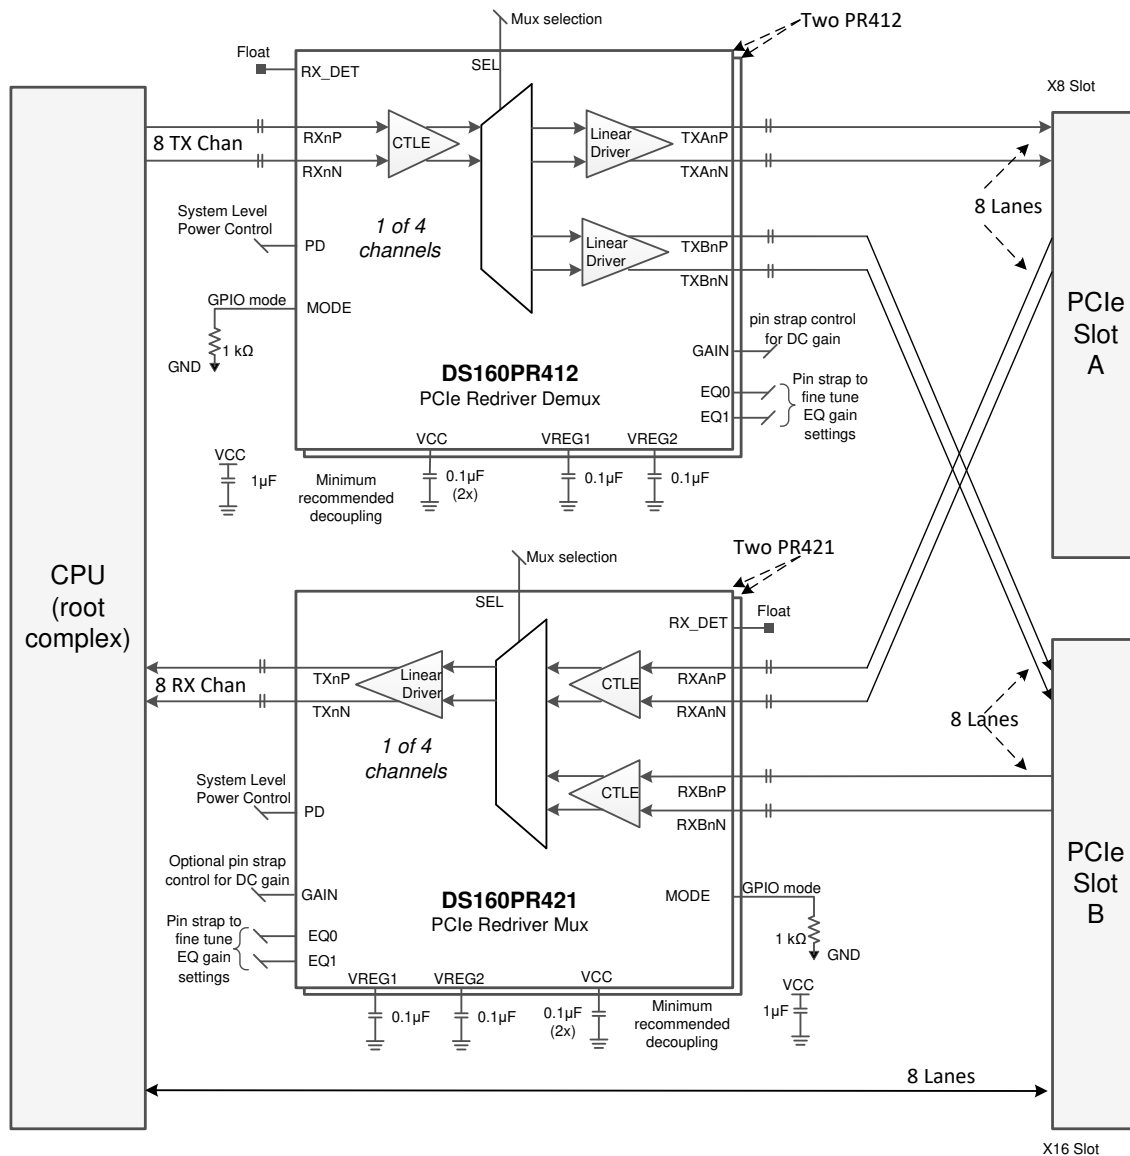 Mux selection
Two PR412
Float
RX_DET
SEL
X8 Slot
8 TX Chan
RXnP
RXnN
CTLE
Linear
Driver
TXAnP
TXAnN
8 Lanes
System Level
Power Control
PD
1 of 4
channels
Linear
Driver
TXBnP
TXBnN
GPIO mode
MODE
1 kΩ
GND
pin strap control
for DC gain
GAIN
PCIe
Slot
A
DS160PR412
PCIe Redriver Demux
EQ0
EQ1
Pin strap to
fine tune
EQ gain
settings
VCC
VREG1
VREG2
VCC
1µF
Minimum
recommended
decoupling
0.1µF
(2x)
0.1µF
0.1µF
CPU
(root
complex)
Mux selection
Two PR421
SEL
RX_DET
Float
8 RX Chan
TXnP
TXnN
Linear
Driver
CTLE
RXAnP
RXAnN
8 Lanes
1 of 4
channels
System Level
Power Control
PD
CTLE
RXBnP
RXBnN
Optional pin strap
control for DC gain
GAIN
DS160PR421
PCIe Redriver Mux
MODE
GPIO mode
1 kΩ
GND
PCIe
Slot
B
Pin strap to
fine tune
EQ gain
settings
EQ0
EQ1
VREG1
VREG2
VCC
0.1µF
0.1µF
0.1µF
(2x)
Minimum
recommended
decoupling
VCC
1µF
8 Lanes
X16 Slot